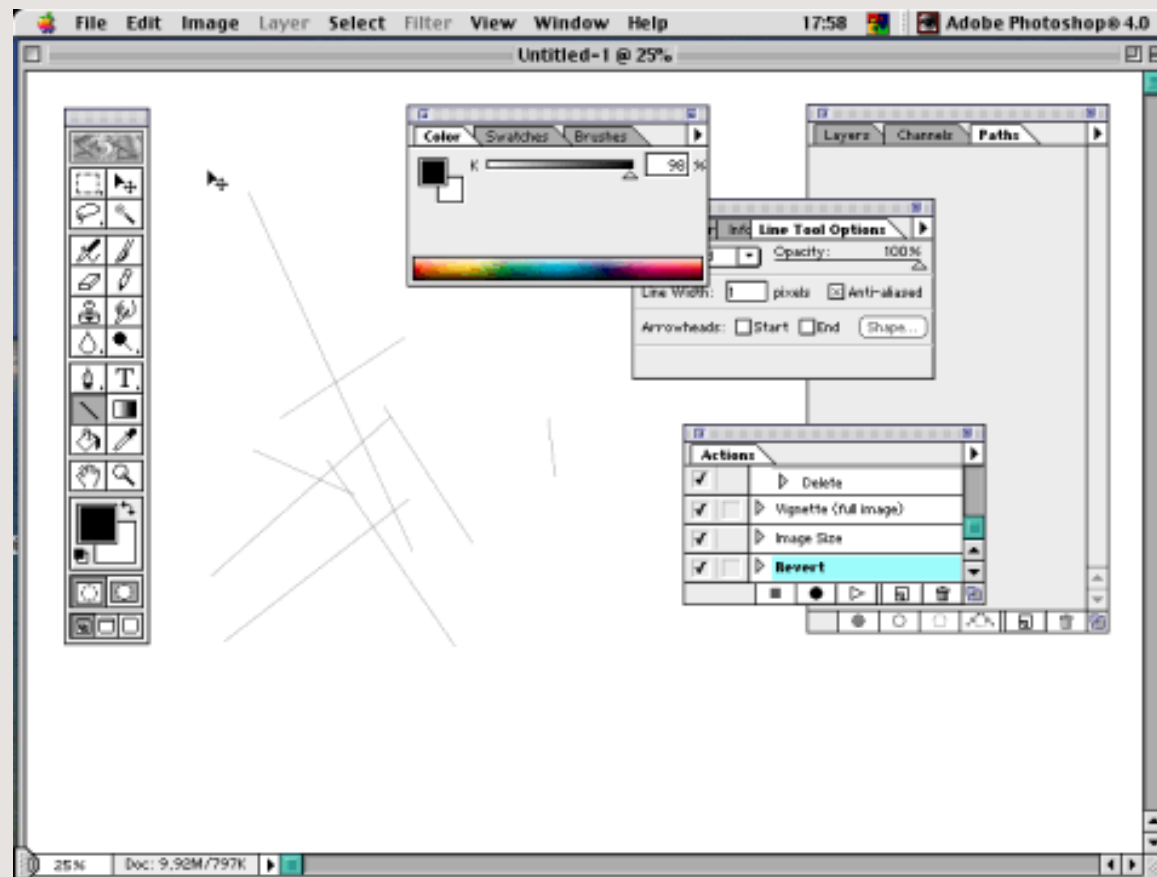 File Edit Image Layer Select Filter View Window Help 17:58 Adobe Photoshop® 4.0
Untitled-1 @ 25%
Color Swatches Brushes
K 98 %
Layers Channels Paths
Line Tool Options
Opacity: 100%
Line Width: 1 pixels Anti-aliased
Arrowheads: Start End Shape...
T
Actions
Delete
Vignette (full image)
Image Size
Revert
25% Doc: 9,92M/797K